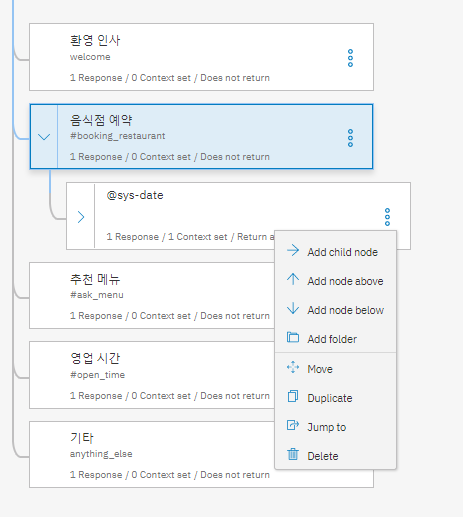 환영 인사
welcome
1 Response / 0 Context set / Does not return
음식점 예약
#booking_restaurant
1 Response / 0 Context set / Does not return
@sys-date
1 Response / 1 Context set / Return a
Add child node
Add node above
Add node below
Add folder
Move
Duplicate
Jump to
Delete
추천 메뉴
#ask_menu
1 Response / 0 Context set / Does not return
영업 시간
#open_time
1 Response / 0 Context set / Does not return
기타
anything_else
1 Response / 0 Context set / Does not return